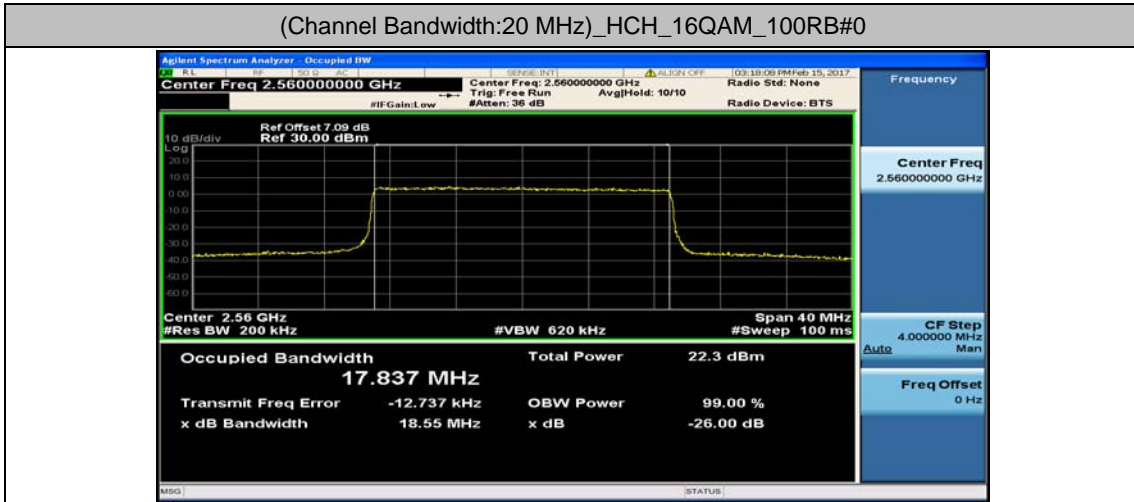 (Channel Bandwidth:20 MHz)_HCH_16QAM_100RB#0
Agilent Spectrum Analyzer - Occupied BW
RL RF 50 Ω AC SENSE:INT ALIGN OFF 03:18:08 PM Feb 15, 2017
Center Freq 2.560000000 GHz
Center Freq: 2.560000000 GHz Radio Std: None
Trig: Free Run Avg|Hold: 10/10
#IFGain:Low #Atten: 36 dB Radio Device: BTS
Frequency
Ref Offset 7.09 dB
10 dB/div Ref 30.00 dBm
Log
20.0
10.0
0.00
-10.0
-20.0
-30.0
-40.0
-50.0
-60.0
Center Freq
2.560000000 GHz
Center 2.56 GHz Span 40 MHz
#Res BW 200 kHz #VBW 620 kHz #Sweep 100 ms
CF Step
4.000000 MHz
Auto Man
Occupied Bandwidth Total Power 22.3 dBm
17.837 MHz
Freq Offset
0 Hz
Transmit Freq Error -12.737 kHz OBW Power 99.00 %
x dB Bandwidth 18.55 MHz x dB -26.00 dB
MSG STATUS